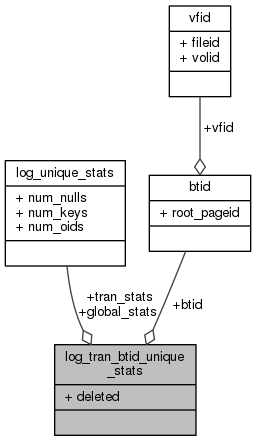 vfid
+ fileid
+ volid
+vfid
log_unique_stats
+ num_nulls
+ num_keys
+ num_oids
btid
+ root_pageid
+tran_stats
+global_stats
+btid
log_tran_btid_unique
_stats
+ deleted